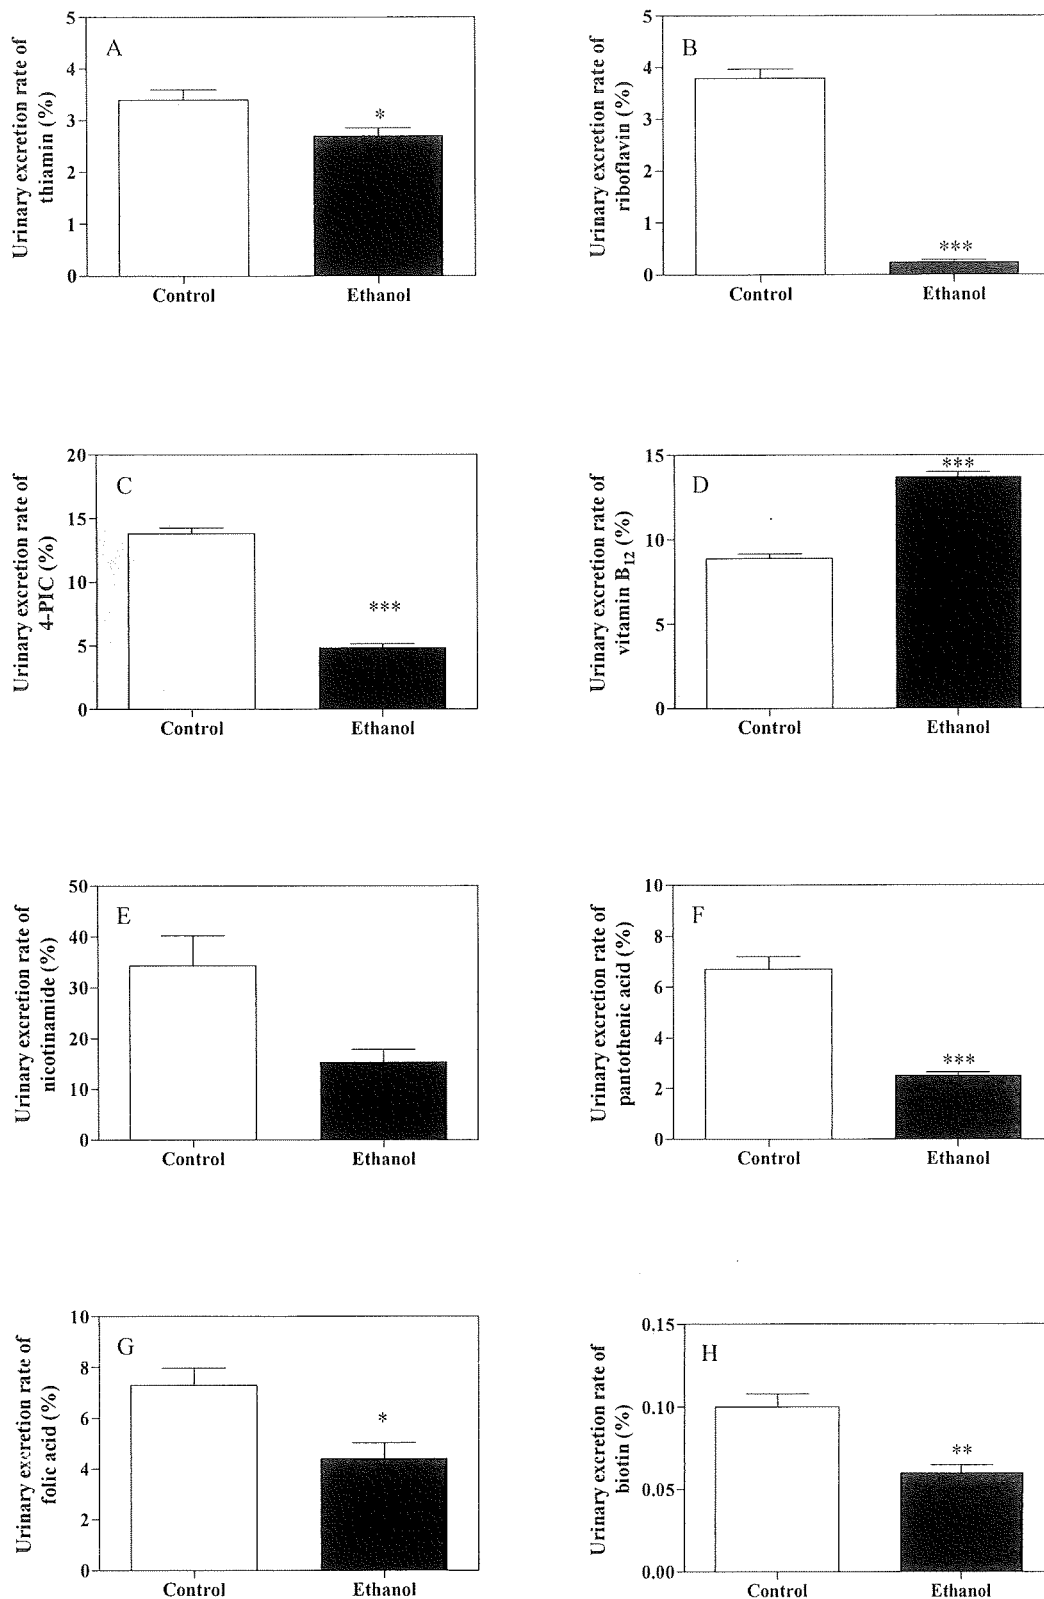 A
Urinary excretion rate of
thiamin (%)
5
4
3
2
1
0
*
Control
Ethanol
B
Urinary excretion rate of
riboflavin (%)
5
4
3
2
1
0
***
Control
Ethanol
C
Urinary excretion rate of
4-PIC (%)
20
15
10
5
0
***
Control
Ethanol
D
Urinary excretion rate of
vitamin B12 (%)
15
10
5
0
***
Control
Ethanol
E
Urinary excretion rate of
nicotinamide (%)
50
40
30
20
10
0
Control
Ethanol
F
Urinary excretion rate of
pantothenic acid (%)
10
8
6
4
2
0
***
Control
Ethanol
G
Urinary excretion rate of
folic acid (%)
10
8
6
4
2
0
*
Control
Ethanol
H
Urinary excretion rate of
biotin (%)
0.15
0.10
0.05
0.00
**
Control
Ethanol